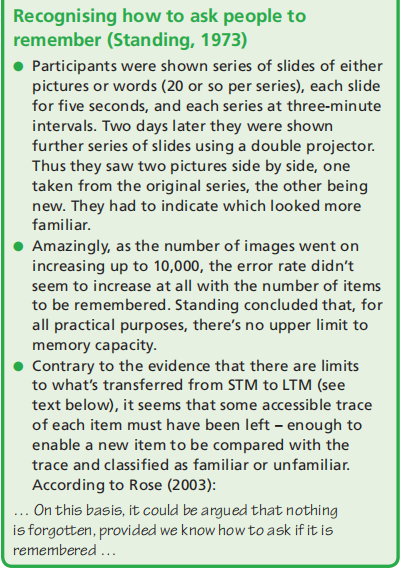 Recognising how to ask people to
remember (Standing, 1973)
● Participants were shown series of slides of either
pictures or words (20 or so per series), each slide
for five seconds, and each series at three-minute
intervals. Two days later they were shown
further series of slides using a double projector.
Thus they saw two pictures side by side, one
taken from the original series, the other being
new. They had to indicate which looked more
familiar.
● Amazingly, as the number of images went on
increasing up to 10,000, the error rate didn’t
seem to increase at all with the number of items
to be remembered. Standing concluded that, for
all practical purposes, there’s no upper limit to
memory capacity.
● Contrary to the evidence that there are limits
to what’s transferred from STM to LTM (see
text below), it seems that some accessible trace
of each item must have been left – enough to
enable a new item to be compared with the
trace and classified as familiar or unfamiliar.
According to Rose (2003):
… On this basis, it could be argued that nothing
is forgotten, provided we know how to ask if it is
remembered …